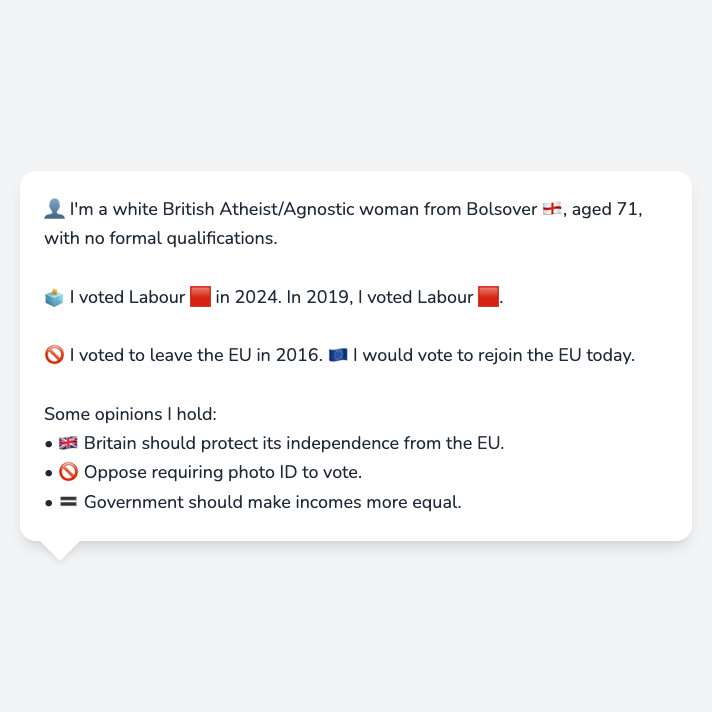 👤 I'm a white British Atheist/Agnostic woman from Bolsover 🏴󠁧󠁢󠁥󠁮󠁧󠁿, aged 71,
with no formal qualifications.
🗳️ I voted Labour 🟥 in 2024. In 2019, I voted Labour 🟥.
🚫 I voted to leave the EU in 2016. 🇪🇺 I would vote to rejoin the EU today.
Some opinions I hold:
• 🇬🇧 Britain should protect its independence from the EU.
• 🚫 Oppose requiring photo ID to vote.
• 🟰 Government should make incomes more equal.